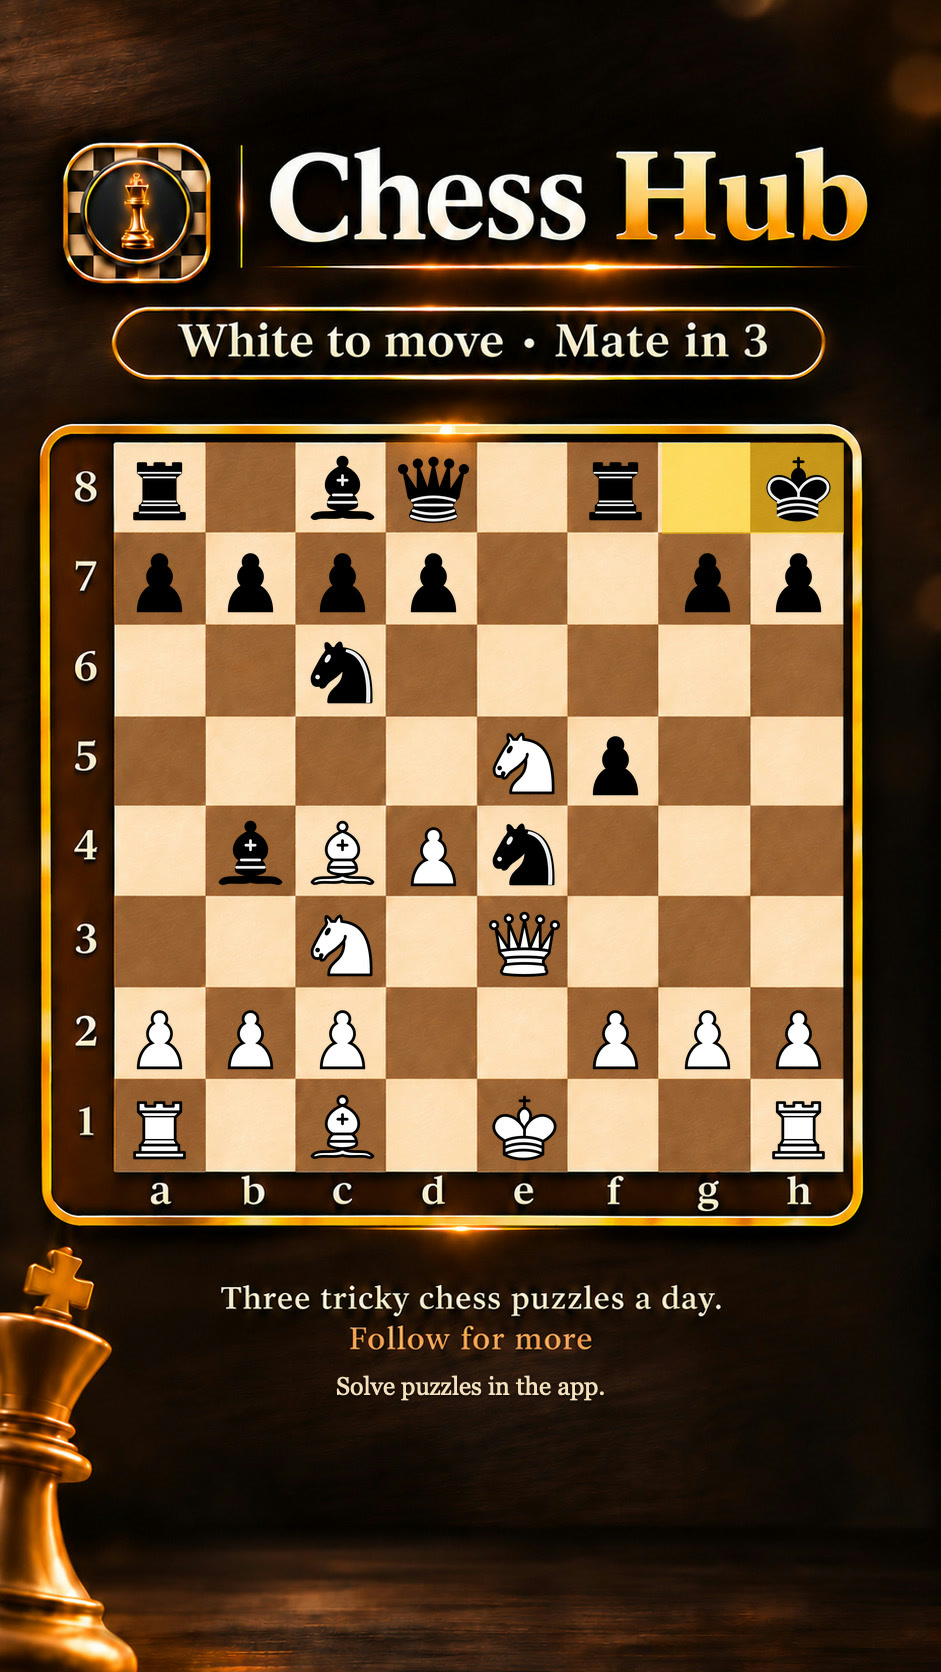 Chess Hub
White to move • Mate in 3
8
7
6
5
4
3
2
1
a b c d e f g h
Three tricky chess puzzles a day.
Follow for more
Solve puzzles in the app.